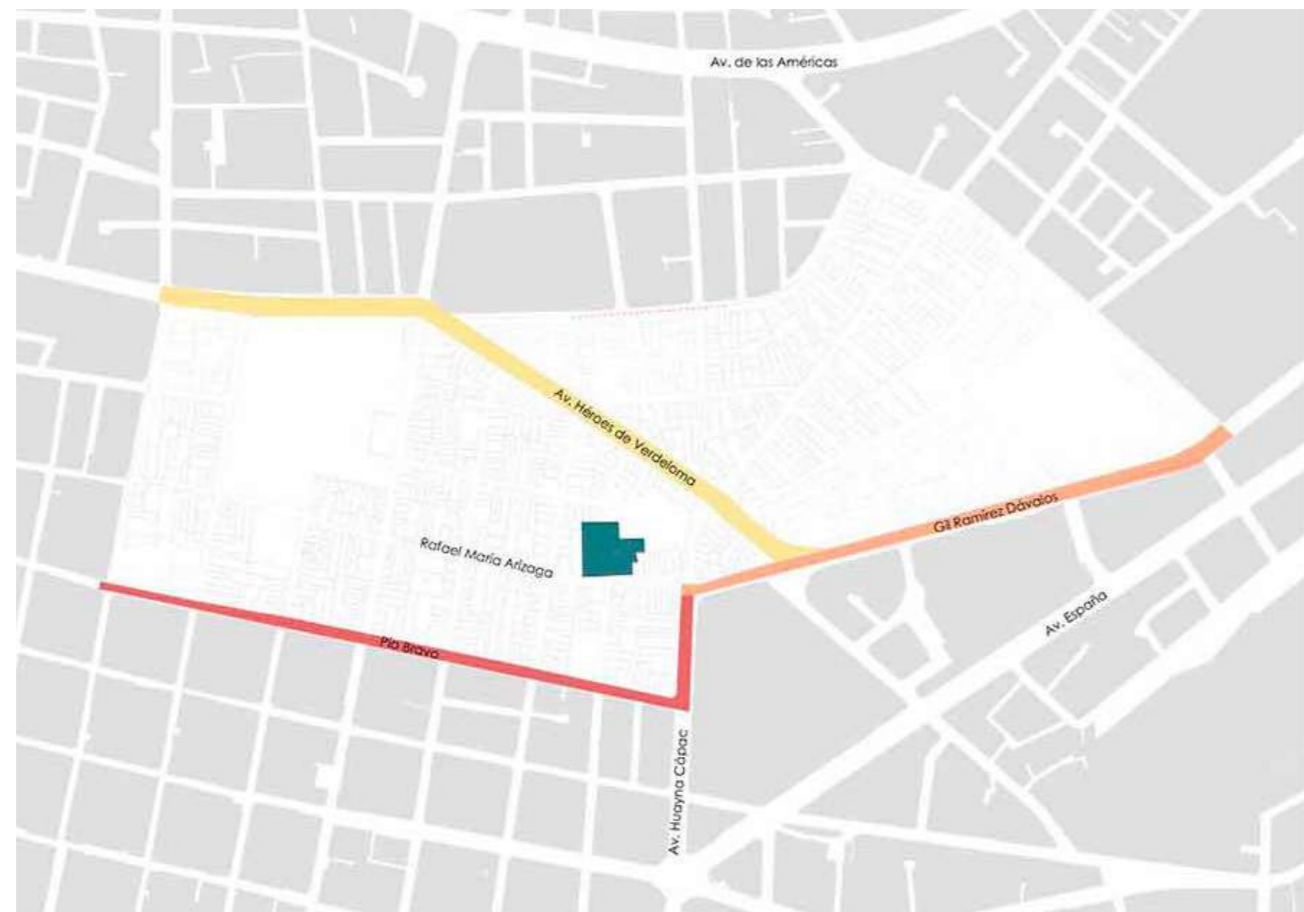 Av. de las Américas
Av. Héroes de Verdeloma
Gil Ramírez Dávalos
Rafael María Arízaga
Av. España
Pío Bravo
Av. Huayna Cápac